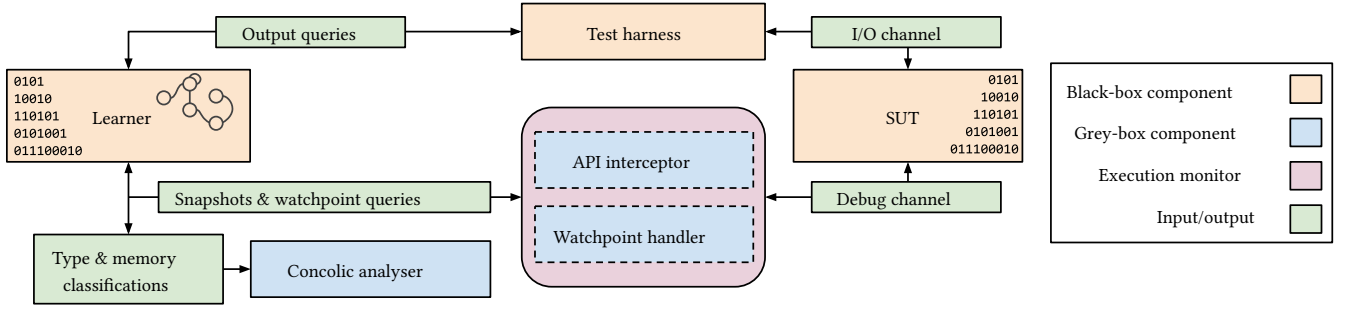 Output queries
Test harness
I/O channel
0101
10010
110101
0101001
011100010
Learner
SUT
0101
10010
110101
0101001
011100010
Black-box component
Grey-box component
Execution monitor
Input/output
API interceptor
Snapshots & watchpoint queries
Debug channel
Watchpoint handler
Type & memory
classifications
Concolic analyser